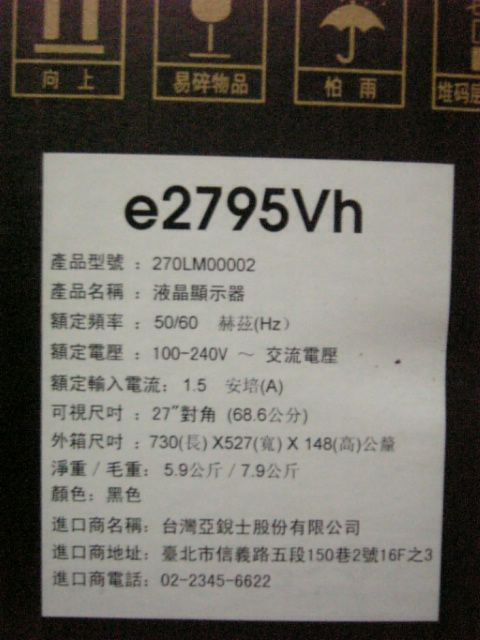 向上 易碎物品 怕雨 堆码层
e2795Vh
產品型號 : 270LM00002
產品名稱 : 液晶顯示器
額定頻率 : 50/60 赫茲(Hz)
額定電壓 : 100-240V ~ 交流電壓
額定輸入電流: 1.5 安培(A)
可視尺吋 : 27"對角 (68.6公分)
外箱尺吋 : 730(長) X527(寬) X 148(高)公釐
淨重 / 毛重: 5.9公斤 / 7.9公斤
顏色: 黑色
進口商名稱: 台灣亞銳士股份有限公司
進口商地址: 臺北市信義路五段150巷2號16F之3
進口商電話: 02-2345-6622